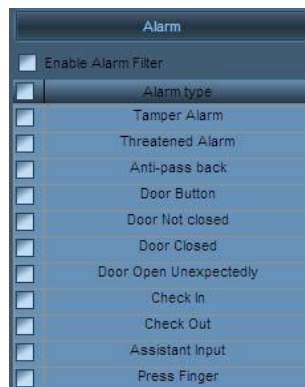 Alarm
Enable Alarm Filter
Alarm type
Tamper Alarm
Threatened Alarm
Anti-pass back
Door Button
Door Not closed
Door Closed
Door Open Unexpectedly
Check In
Check Out
Assistant Input
Press Finger